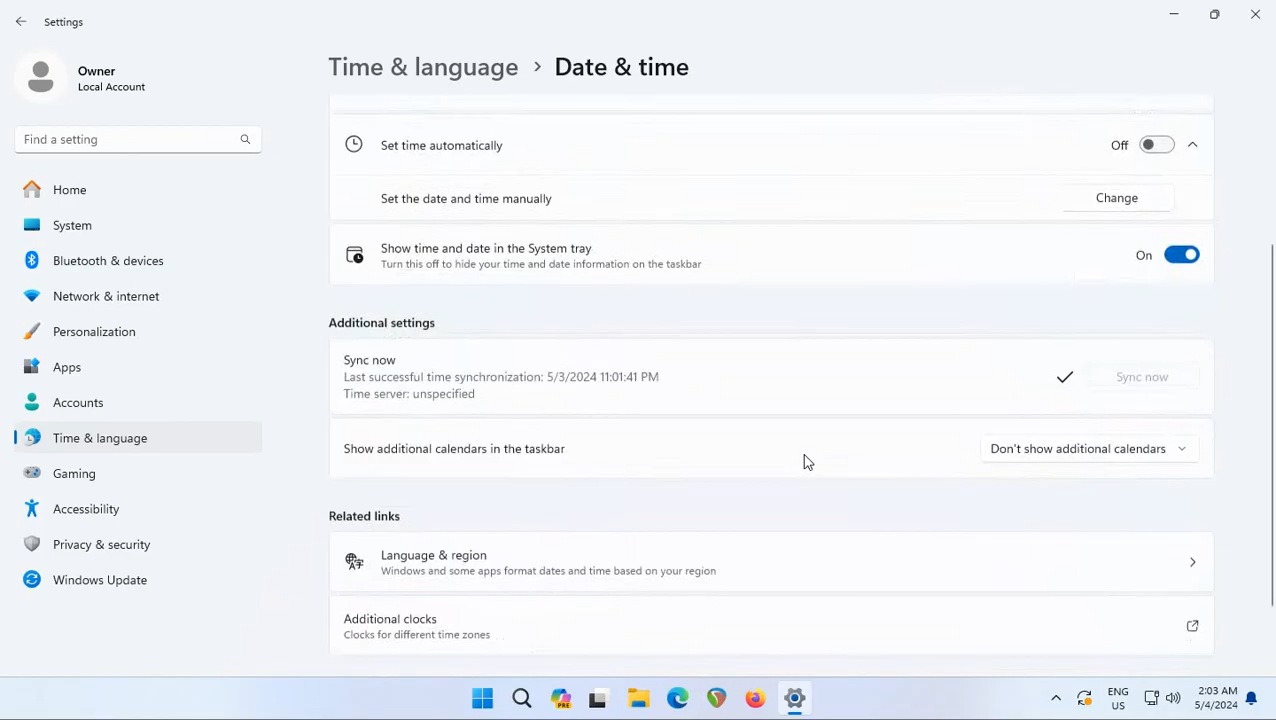 Settings
Owner
Local Account
Find a setting
Home
System
Bluetooth & devices
Network & internet
Personalization
Apps
Accounts
Time & language
Gaming
Accessibility
Privacy & security
Windows Update
Time & language > Date & time
Set time automatically
Off
Set the date and time manually
Change
Show time and date in the System tray
Turn this off to hide your time and date information on the taskbar
On
Additional settings
Sync now
Last successful time synchronization: 5/3/2024 11:01:41 PM
Time server: unspecified
Sync now
Show additional calendars in the taskbar
Don't show additional calendars
Related links
Language & region
Windows and some apps format dates and time based on your region
Additional clocks
Clocks for different time zones
PRE
ENG
US
2:03 AM
5/4/2024